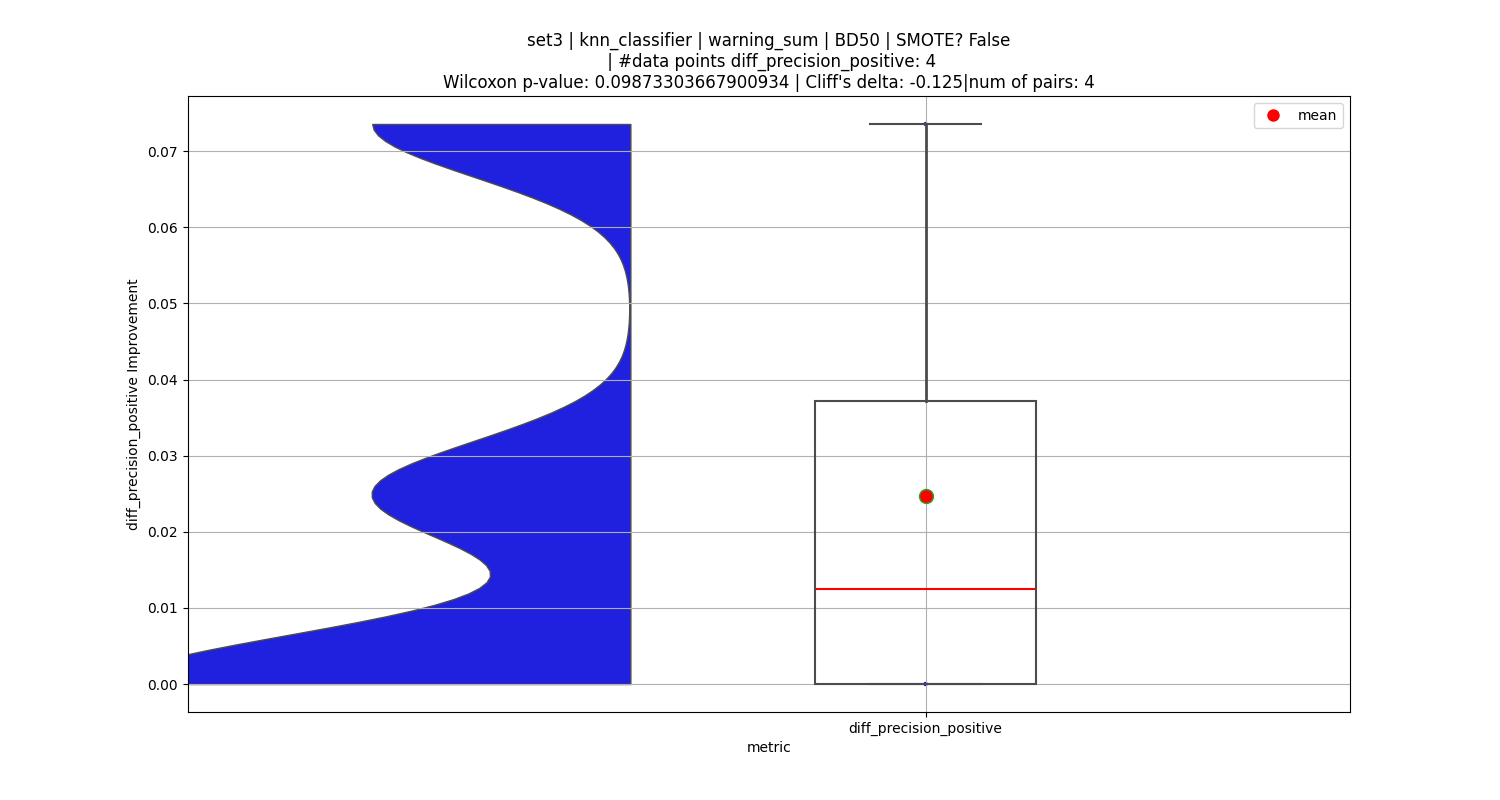 set3 | knn_classifier | warning_sum | BD50 | SMOTE? False
| #data points diff_precision_positive: 4
Wilcoxon p-value: 0.09873303667900934 | Cliff's delta: -0.125|num of pairs: 4
mean
0.07
0.06
0.05
0.04
0.03
0.02
0.01
0.00
diff_precision_positive Improvement
diff_precision_positive
metric